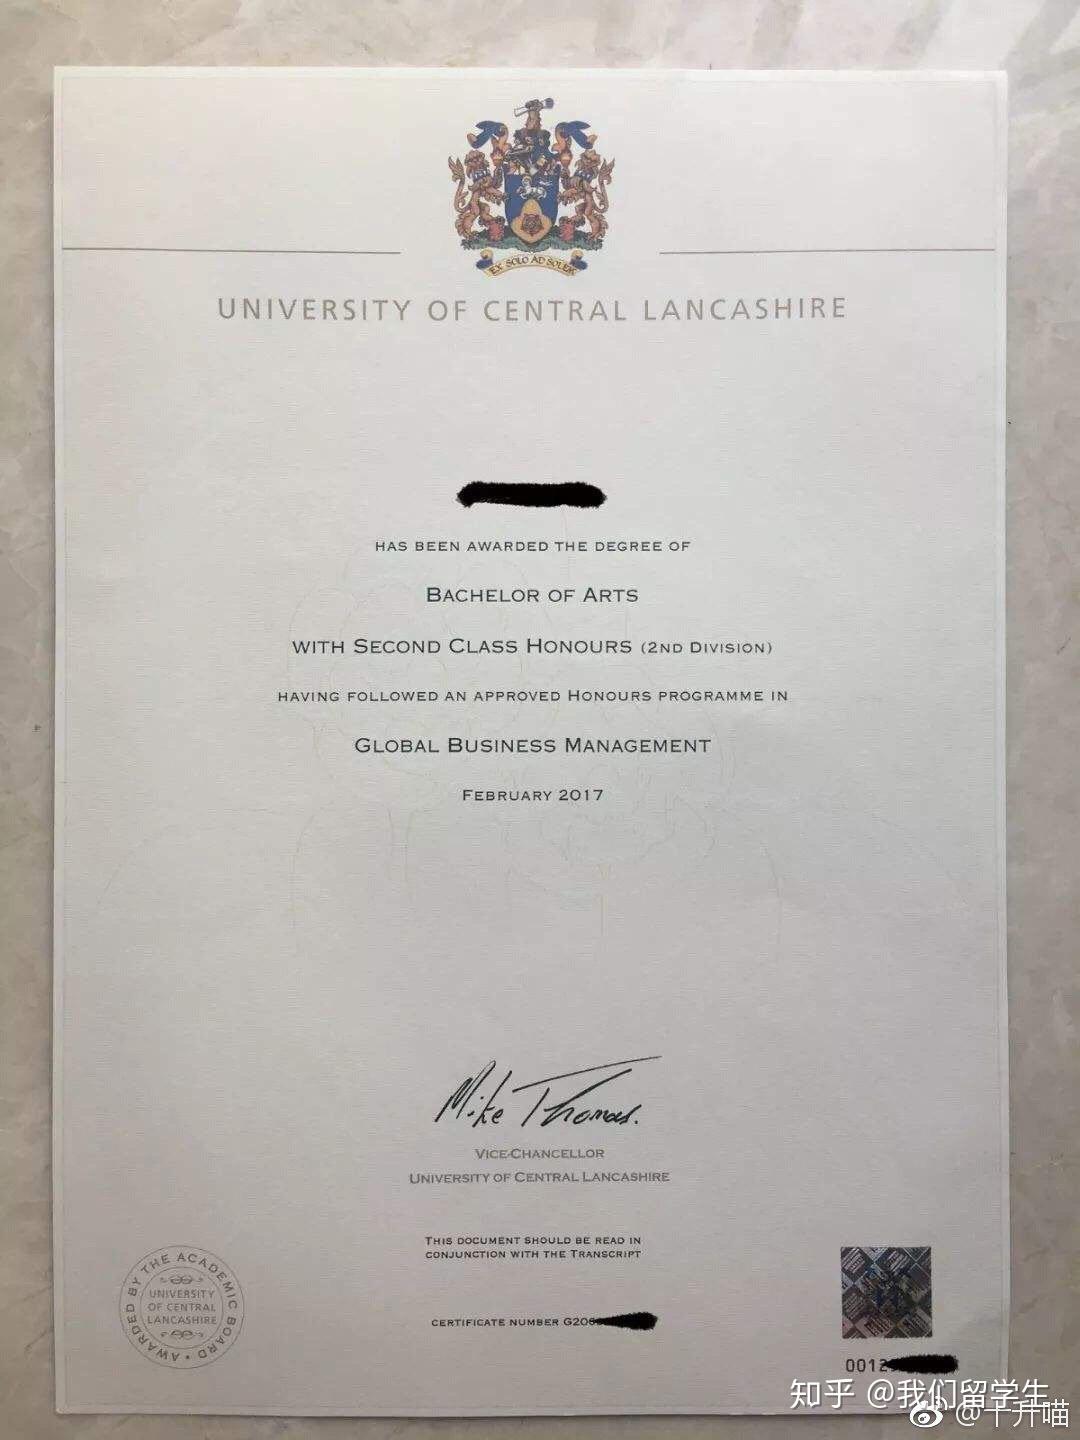 EX SOLO AD SOLEM
UNIVERSITY OF CENTRAL LANCASHIRE
HAS BEEN AWARDED THE DEGREE OF
BACHELOR OF ARTS
WITH SECOND CLASS HONOURS (2ND DIVISION)
HAVING FOLLOWED AN APPROVED HONOURS PROGRAMME IN
GLOBAL BUSINESS MANAGEMENT
FEBRUARY 2017
Mike Thomas.
VICE-CHANCELLOR
UNIVERSITY OF CENTRAL LANCASHIRE
THIS DOCUMENT SHOULD BE READ IN
CONJUNCTION WITH THE TRANSCRIPT
AWARDED BY THE ACADEMIC BOARD •
UNIVERSITY
OF CENTRAL
LANCASHIRE
CERTIFICATE NUMBER
知乎 @我们留学生